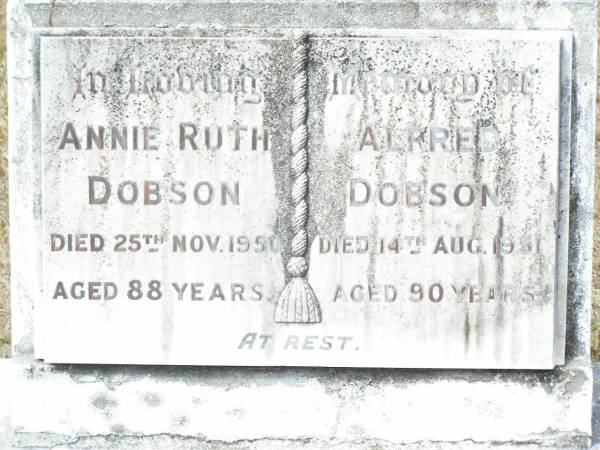 In Loving Memory of
ANNIE RUTH
DOBSON
DIED 25TH NOV. 1950
AGED 88 YEARS.
ALFRED
DOBSON
DIED 14TH AUG. 1951
AGED 90 YEARS
AT REST.